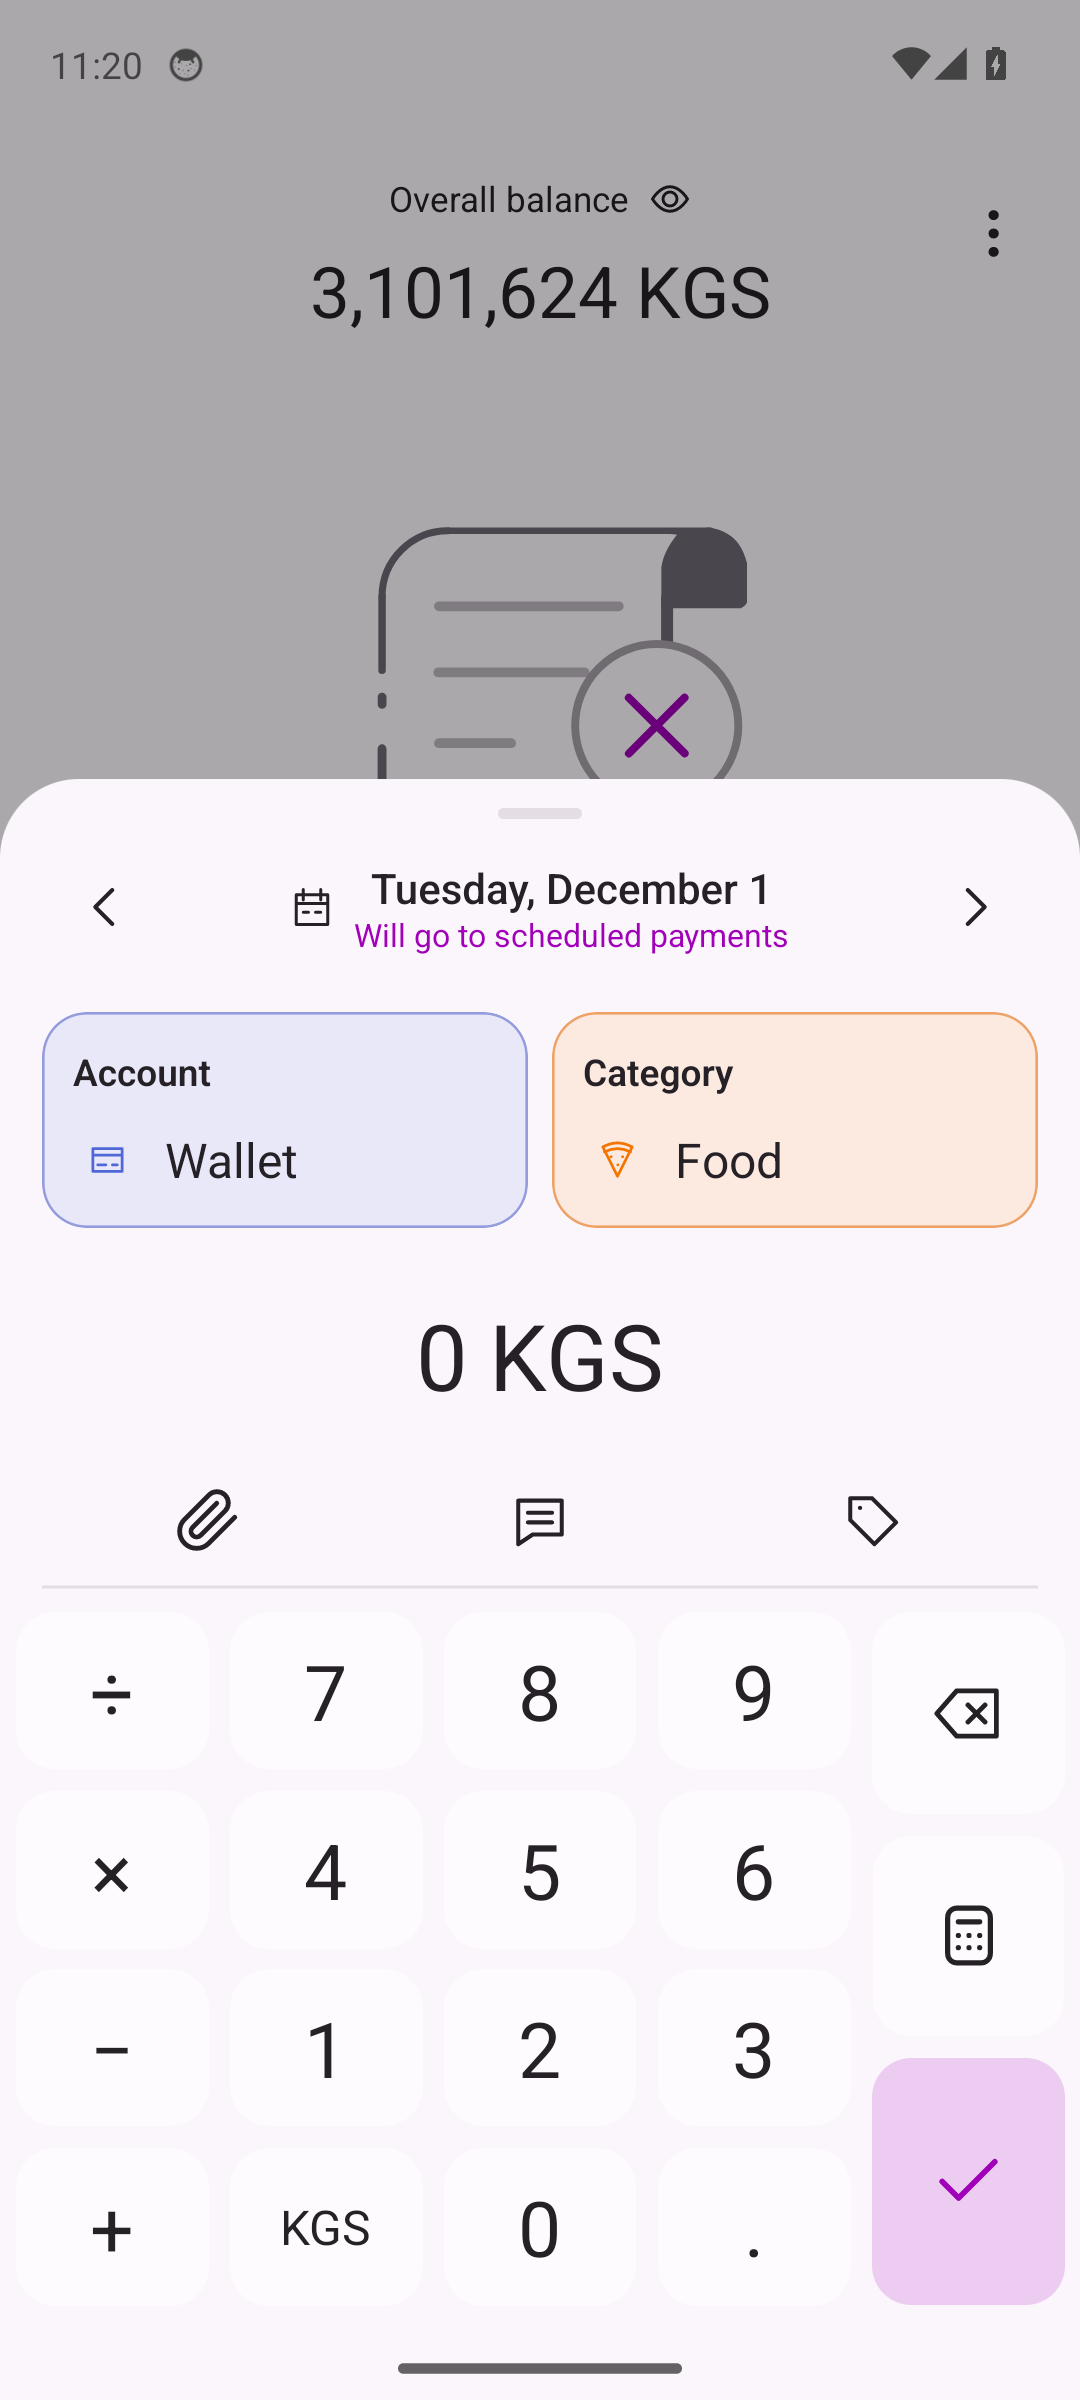 11:20
Overall balance
3,101,624 KGS
Tuesday, December 1
Will go to scheduled payments
Account
Category
Wallet
Food
0 KGS
÷ 7 8 9
× 4 5 6
− 1 2 3
+ KGS 0 .